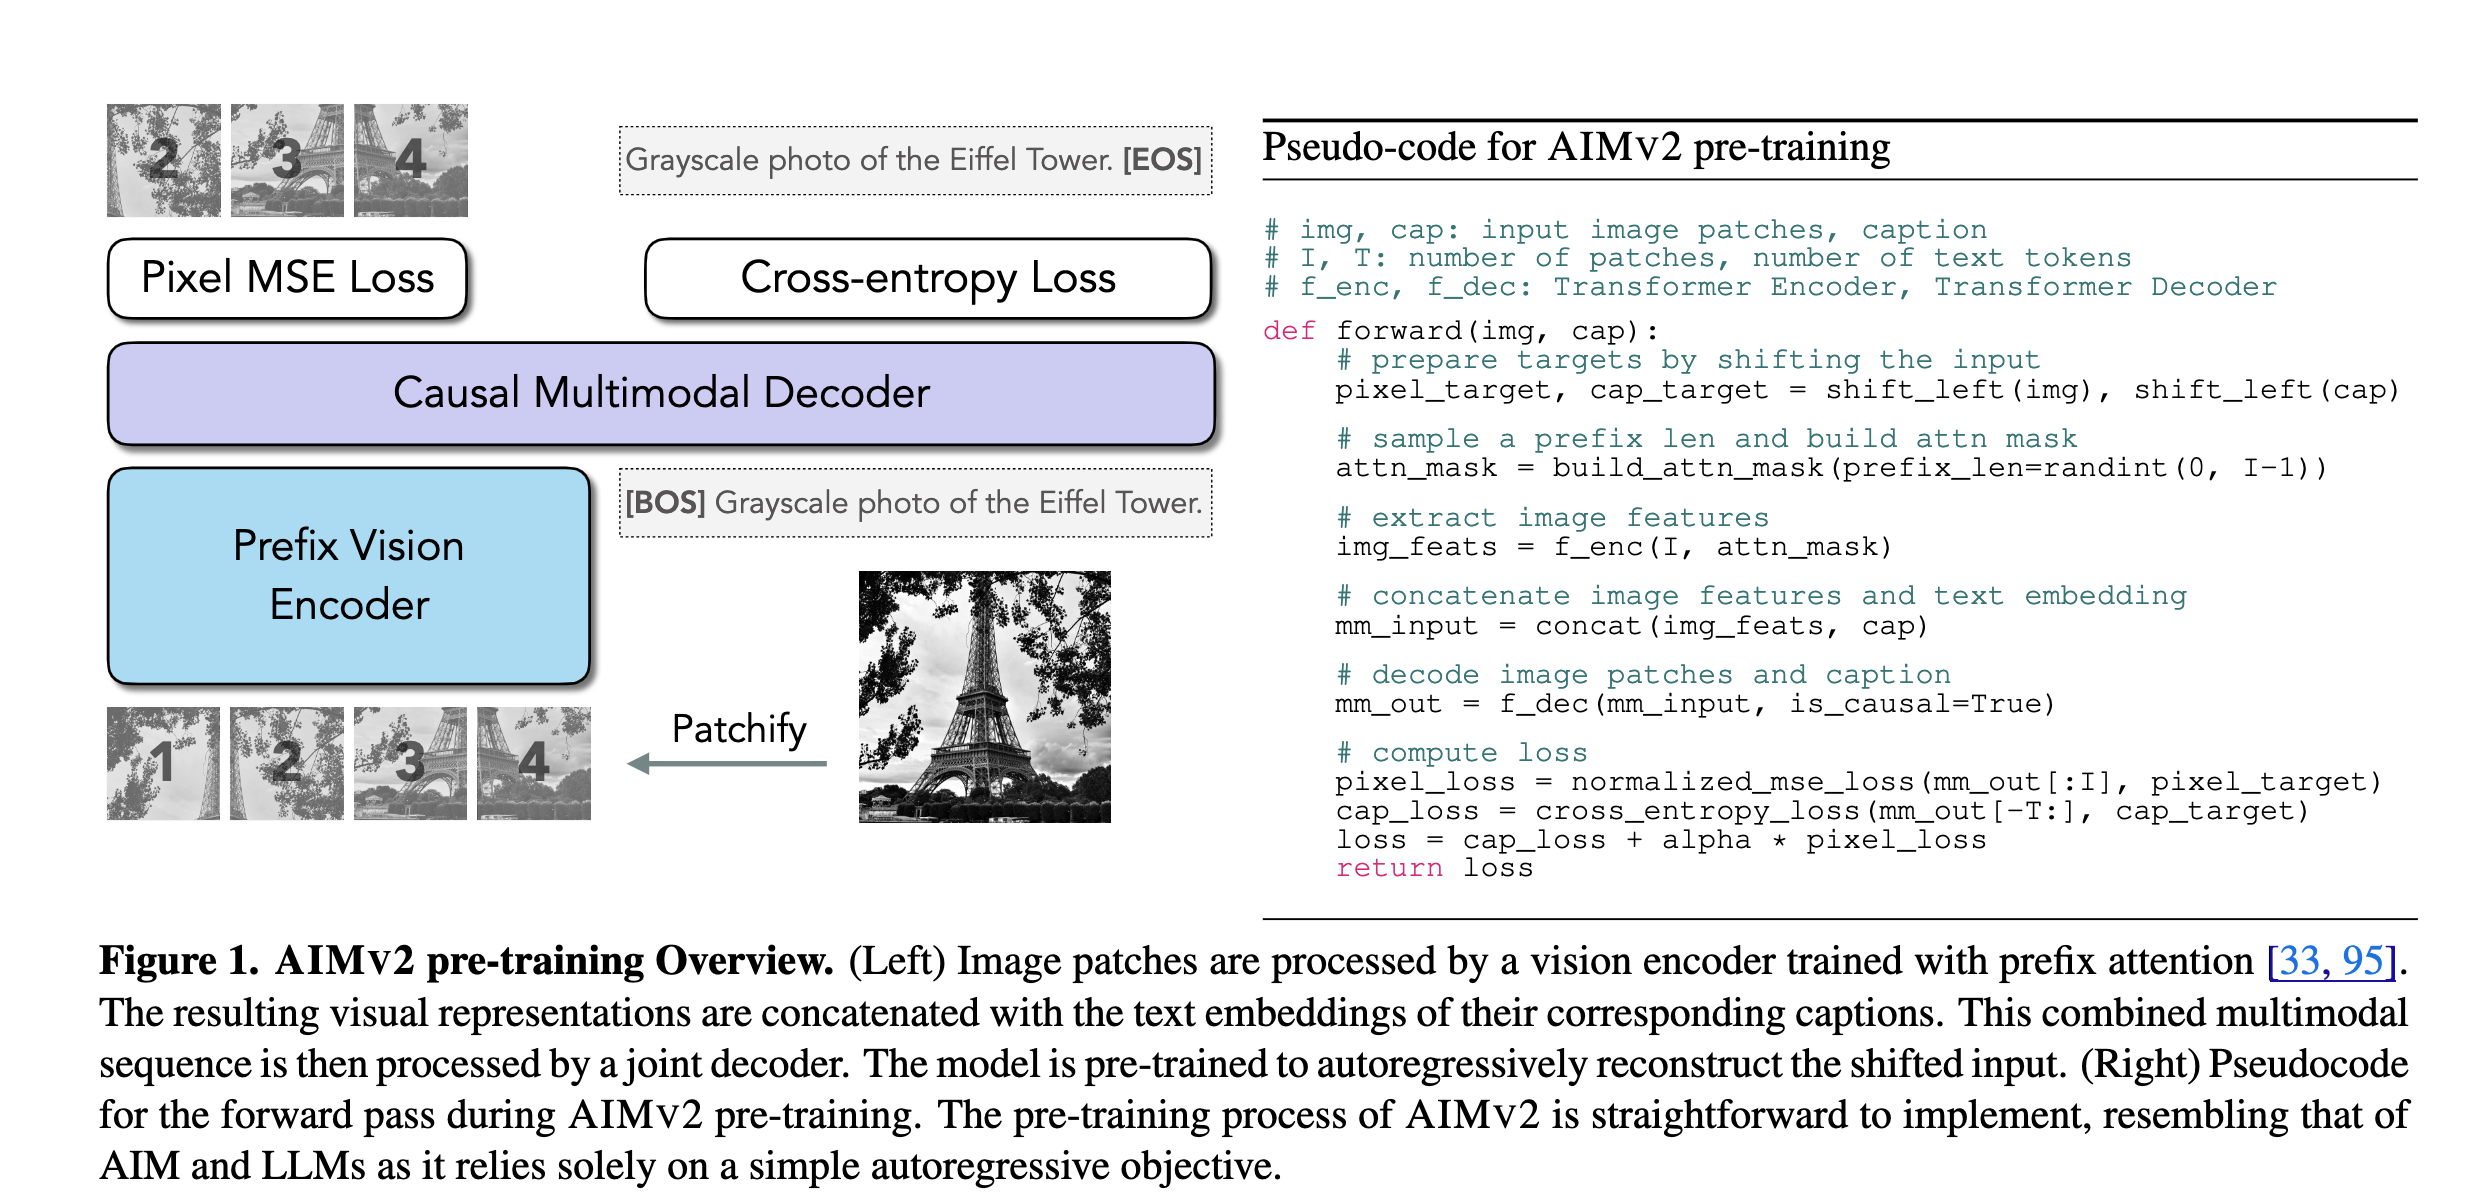 2 3 4
Grayscale photo of the Eiffel Tower. [EOS]
Pixel MSE Loss
Cross-entropy Loss
Causal Multimodal Decoder
Prefix Vision
Encoder
[BOS] Grayscale photo of the Eiffel Tower.
Patchify
1 2 3 4
Pseudo-code for AIMV2 pre-training
# img, cap: input image patches, caption
# I, T: number of patches, number of text tokens
# f_enc, f_dec: Transformer Encoder, Transformer Decoder
def forward(img, cap):
# prepare targets by shifting the input
pixel_target, cap_target = shift_left(img), shift_left(cap)
# sample a prefix len and build attn mask
attn_mask = build_attn_mask(prefix_len=randint(0, I-1))
# extract image features
img_feats = f_enc(I, attn_mask)
# concatenate image features and text embedding
mm_input = concat(img_feats, cap)
# decode image patches and caption
mm_out = f_dec(mm_input, is_causal=True)
# compute loss
pixel_loss = normalized_mse_loss(mm_out[:I], pixel_target)
cap_loss = cross_entropy_loss(mm_out[-T:], cap_target)
loss = cap_loss + alpha * pixel_loss
return loss
Figure 1. AIMV2 pre-training Overview. (Left) Image patches are processed by a vision encoder trained with prefix attention [33, 95].
The resulting visual representations are concatenated with the text embeddings of their corresponding captions. This combined multimodal
sequence is then processed by a joint decoder. The model is pre-trained to autoregressively reconstruct the shifted input. (Right) Pseudocode
for the forward pass during AIMV2 pre-training. The pre-training process of AIMV2 is straightforward to implement, resembling that of
AIM and LLMs as it relies solely on a simple autoregressive objective.